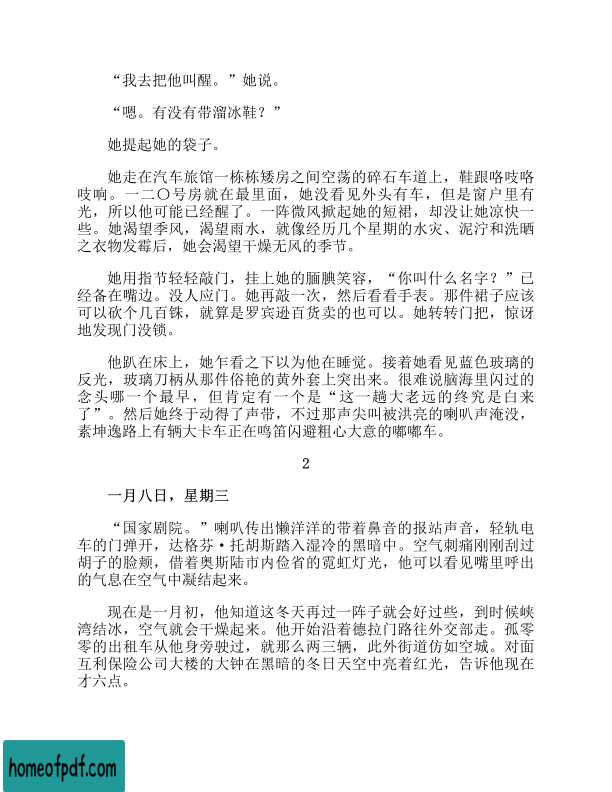 “我去把他叫醒。”她说。
“嗯。有没有带溜冰鞋？”
她提起她的袋子。
她走在汽车旅馆一栋栋矮房之间空荡的碎石车道上，鞋跟咯吱咯
吱响。一二〇号房就在最里面，她没看见外头有车，但是窗户里有
光，所以他可能已经醒了。一阵微风掀起她的短裙，却没让她凉快一
些。她渴望季风，渴望雨水，就像经历几个星期的水灾、泥泞和洗晒
之衣物发霉后，她会渴望干燥无风的季节。
她用指节轻轻敲门，挂上她的腼腆笑容，“你叫什么名字？”已
经备在嘴边。没人应门。她再敲一次，然后看看手表。那件裙子应该
可以砍个几百铢，就算是罗宾逊百货卖的也可以。她转转门把，惊讶
地发现门没锁。
他趴在床上，她乍看之下以为他在睡觉。接着她看见蓝色玻璃的
反光，玻璃刀柄从那件俗艳的黄外套上突出来。很难说脑海里闪过的
念头哪一个最早，但肯定有一个是“这一趟大老远的终究是白来
了”。然后她终于动得了声带，不过那声尖叫被洪亮的喇叭声淹没，
素坤逸路上有辆大卡车正在鸣笛闪避粗心大意的嘟嘟车。
2
一月八日，星期三
“国家剧院。”喇叭传出懒洋洋的带着鼻音的报站声音，轻轨电
车的门弹开，达格芬·托胡斯踏入湿冷的黑暗中。空气刺痛刚刚刮过
胡子的脸颊，借着奥斯陆市内俭省的霓虹灯光，他可以看见嘴里呼出
的气息在空气中凝结起来。
现在是一月初，他知道这冬天再过一阵子就会好过些，到时候峡
湾结冰，空气就会干燥起来。他开始沿着德拉门路往外交部走。孤零
零的出租车从他身旁驶过，就那么两三辆，此外街道仿如空城。对面
互利保险公司大楼的大钟在黑暗的冬日天空中亮着红光，告诉他现在
才六点。
homeofpdf.com